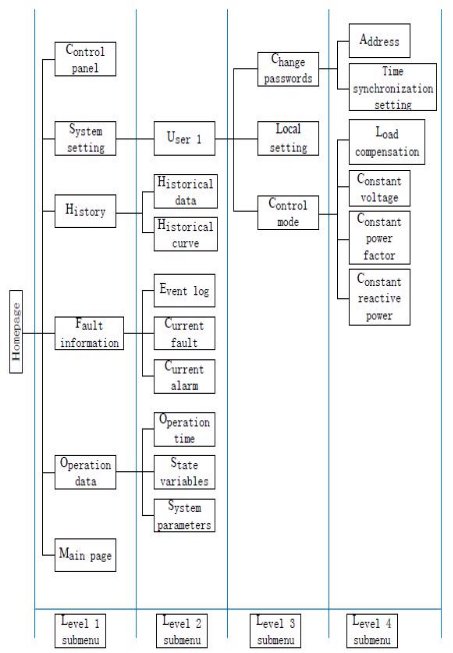 Homepage
Control
panel
System
setting
History
Fault
information
Operation
data
Main page
User 1
Historical
data
Historical
curve
Event log
Current
fault
Current
alarm
Operation
time
State
variables
System
parameters
Change
passwords
Local
setting
Control
mode
Address
Time
synchronization
setting
Load
compensation
Constant
voltage
Constant
power
factor
Constant
reactive
power
Level 1
submenu
Level 2
submenu
Level 3
submenu
Level 4
submenu